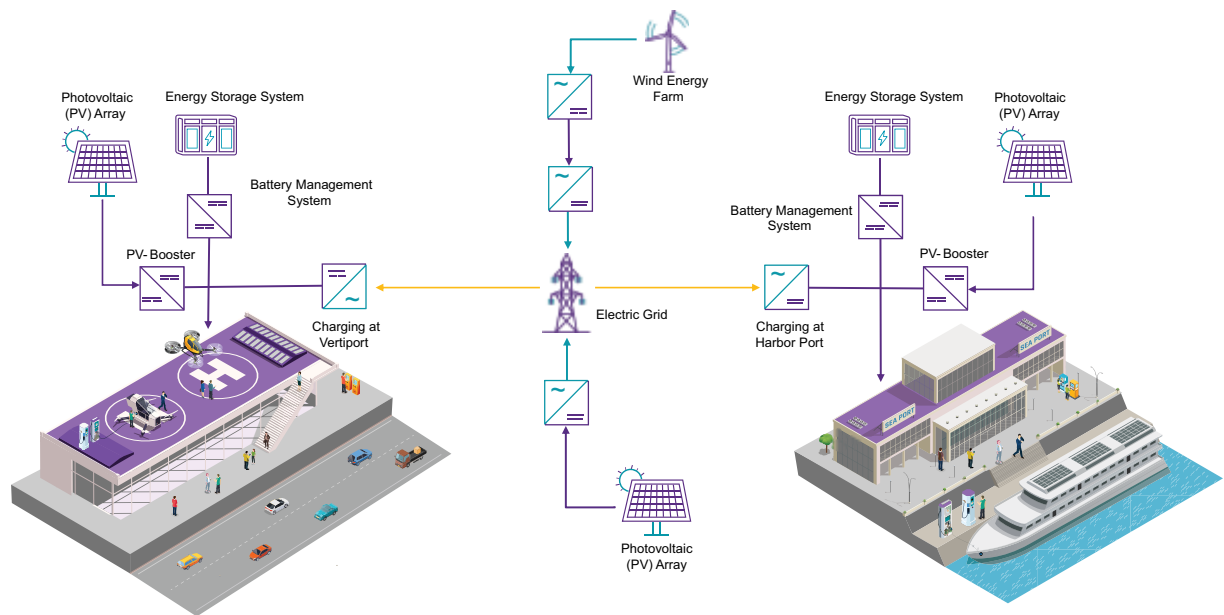 Wind Energy
Farm
Photovoltaic
(PV) Array
Energy Storage System
Energy Storage System
Photovoltaic
(PV) Array
Battery Management
System
Battery Management
System
PV- Booster
PV- Booster
Charging at
Vertiport
Electric Grid
Charging at
Harbor Port
H
SEA PORT
SEA PORT
Photovoltaic
(PV) Array